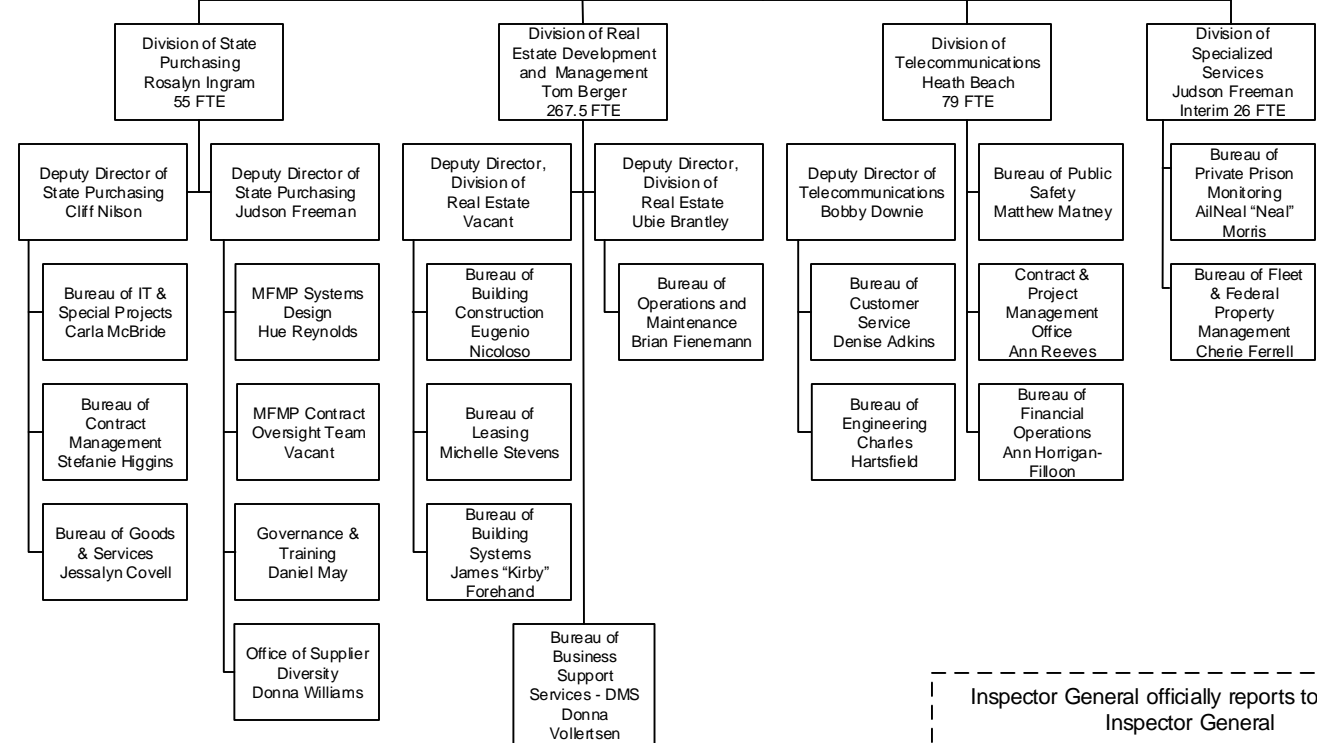 Division of State
Purchasing
Rosalyn Ingram
55 FTE
Division of Real
Estate Development
and Management
Tom Berger
267.5 FTE
Division of
Telecommunications
Heath Beach
79 FTE
Division of
Specialized
Services
Judson Freeman
Interim 26 FTE
Deputy Director of
State Purchasing
Cliff Nilson
Deputy Director of
State Purchasing
Judson Freeman
Deputy Director,
Division of
Real Estate
Vacant
Deputy Director,
Division of
Real Estate
Ubie Brantley
Deputy Director of
Telecommunications
Bobby Downie
Bureau of Public
Safety
Matthew Matney
Bureau of
Private Prison
Monitoring
AilNeal “Neal”
Morris
Bureau of IT &
Special Projects
Carla McBride
MFMP Systems
Design
Hue Reynolds
Bureau of
Building
Construction
Eugenio
Nicoloso
Bureau of
Operations and
Maintenance
Brian Fienemann
Bureau of
Customer
Service
Denise Adkins
Contract &
Project
Management
Office
Ann Reeves
Bureau of Fleet
& Federal
Property
Management
Cherie Ferrell
Bureau of
Contract
Management
Stefanie Higgins
MFMP Contract
Oversight Team
Vacant
Bureau of
Leasing
Michelle Stevens
Bureau of
Engineering
Charles
Hartsfield
Bureau of
Financial
Operations
Ann Horrigan-
Filloon
Bureau of Goods
& Services
Jessalyn Covell
Governance &
Training
Daniel May
Bureau of
Building
Systems
James “Kirby”
Forehand
Office of Supplier
Diversity
Donna Williams
Bureau of
Business
Support
Services - DMS
Donna
Vollertsen
Inspector General officially reports to
Inspector General